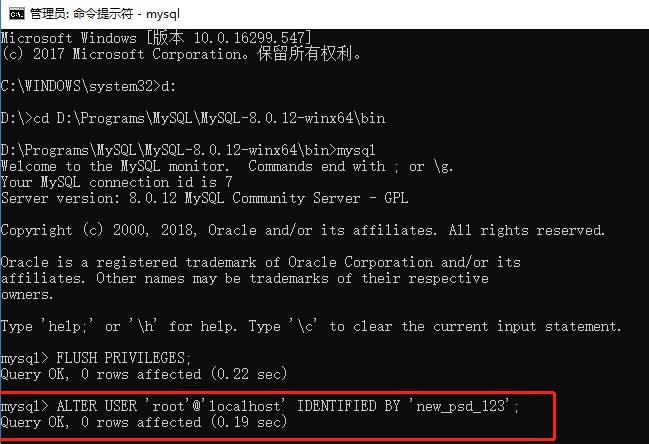 管理员: 命令提示符 - mysql
Microsoft Windows [版本 10.0.16299.547]
(c) 2017 Microsoft Corporation。保留所有权利。
C:\WINDOWS\system32>d:
D:\>cd D:\Programs\MySQL\MySQL-8.0.12-winx64\bin
D:\Programs\MySQL\MySQL-8.0.12-winx64\bin>mysql
Welcome to the MySQL monitor.  Commands end with ; or \g.
Your MySQL connection id is 7
Server version: 8.0.12 MySQL Community Server - GPL
Copyright (c) 2000, 2018, Oracle and/or its affiliates. All rights reserved.
Oracle is a registered trademark of Oracle Corporation and/or its
affiliates. Other names may be trademarks of their respective
owners.
Type 'help;' or '\h' for help. Type '\c' to clear the current input statement.
mysql> FLUSH PRIVILEGES;
Query OK, 0 rows affected (0.22 sec)
mysql> ALTER USER 'root'@'localhost' IDENTIFIED BY 'new_psd_123';
Query OK, 0 rows affected (0.19 sec)